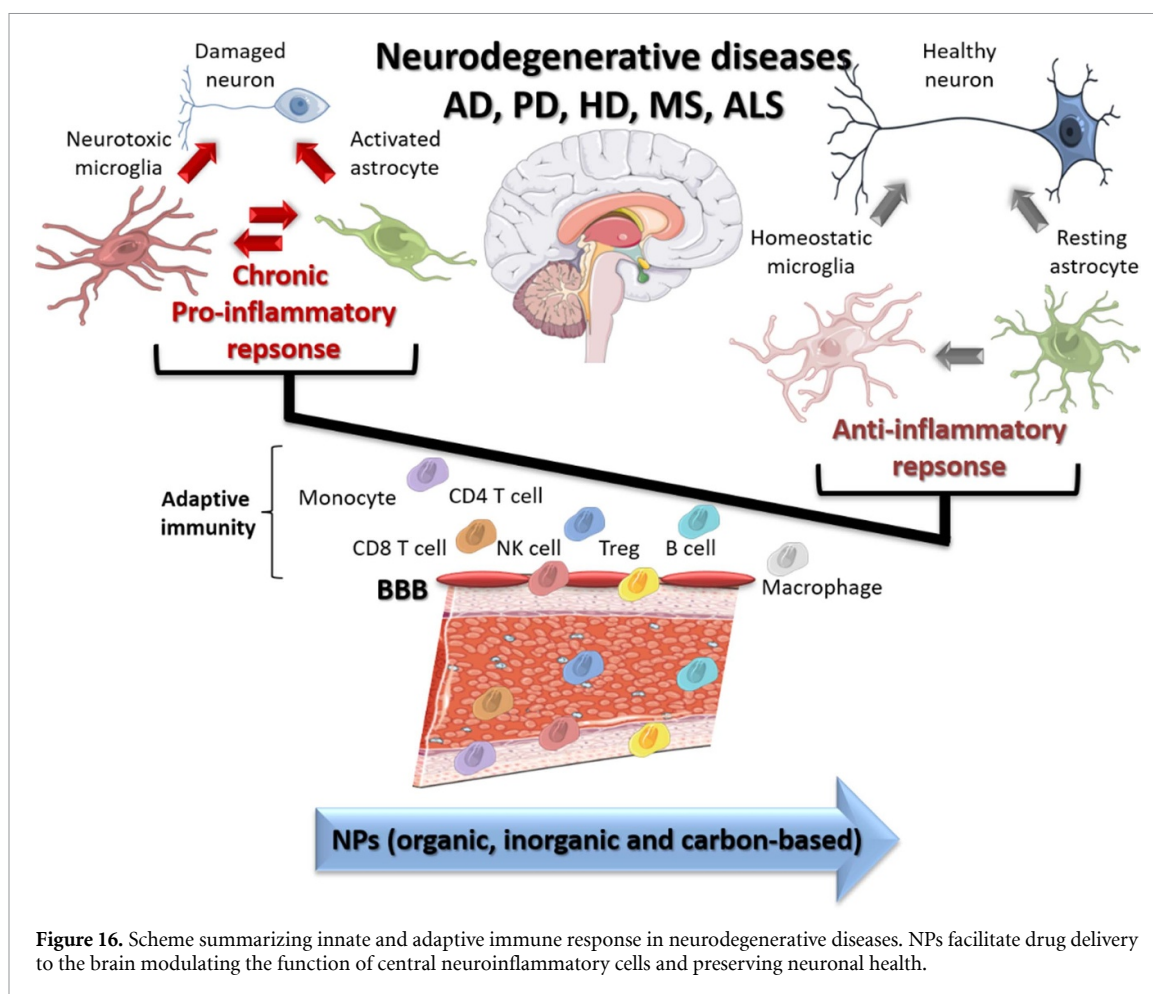 Neurodegenerative diseases
AD, PD, HD, MS, ALS
Damaged
neuron
Neurotoxic
microglia
Activated
astrocyte
Chronic
Pro-inflammatory
repsonse
Healthy
neuron
Homeostatic
microglia
Resting
astrocyte
Anti-inflammatory
repsonse
Adaptive
immunity
Monocyte
CD4 T cell
CD8 T cell
NK cell
Treg
B cell
Macrophage
BBB
NPs (organic, inorganic and carbon-based)
Figure 16. Scheme summarizing innate and adaptive immune response in neurodegenerative diseases. NPs facilitate drug delivery
to the brain modulating the function of central neuroinflammatory cells and preserving neuronal health.